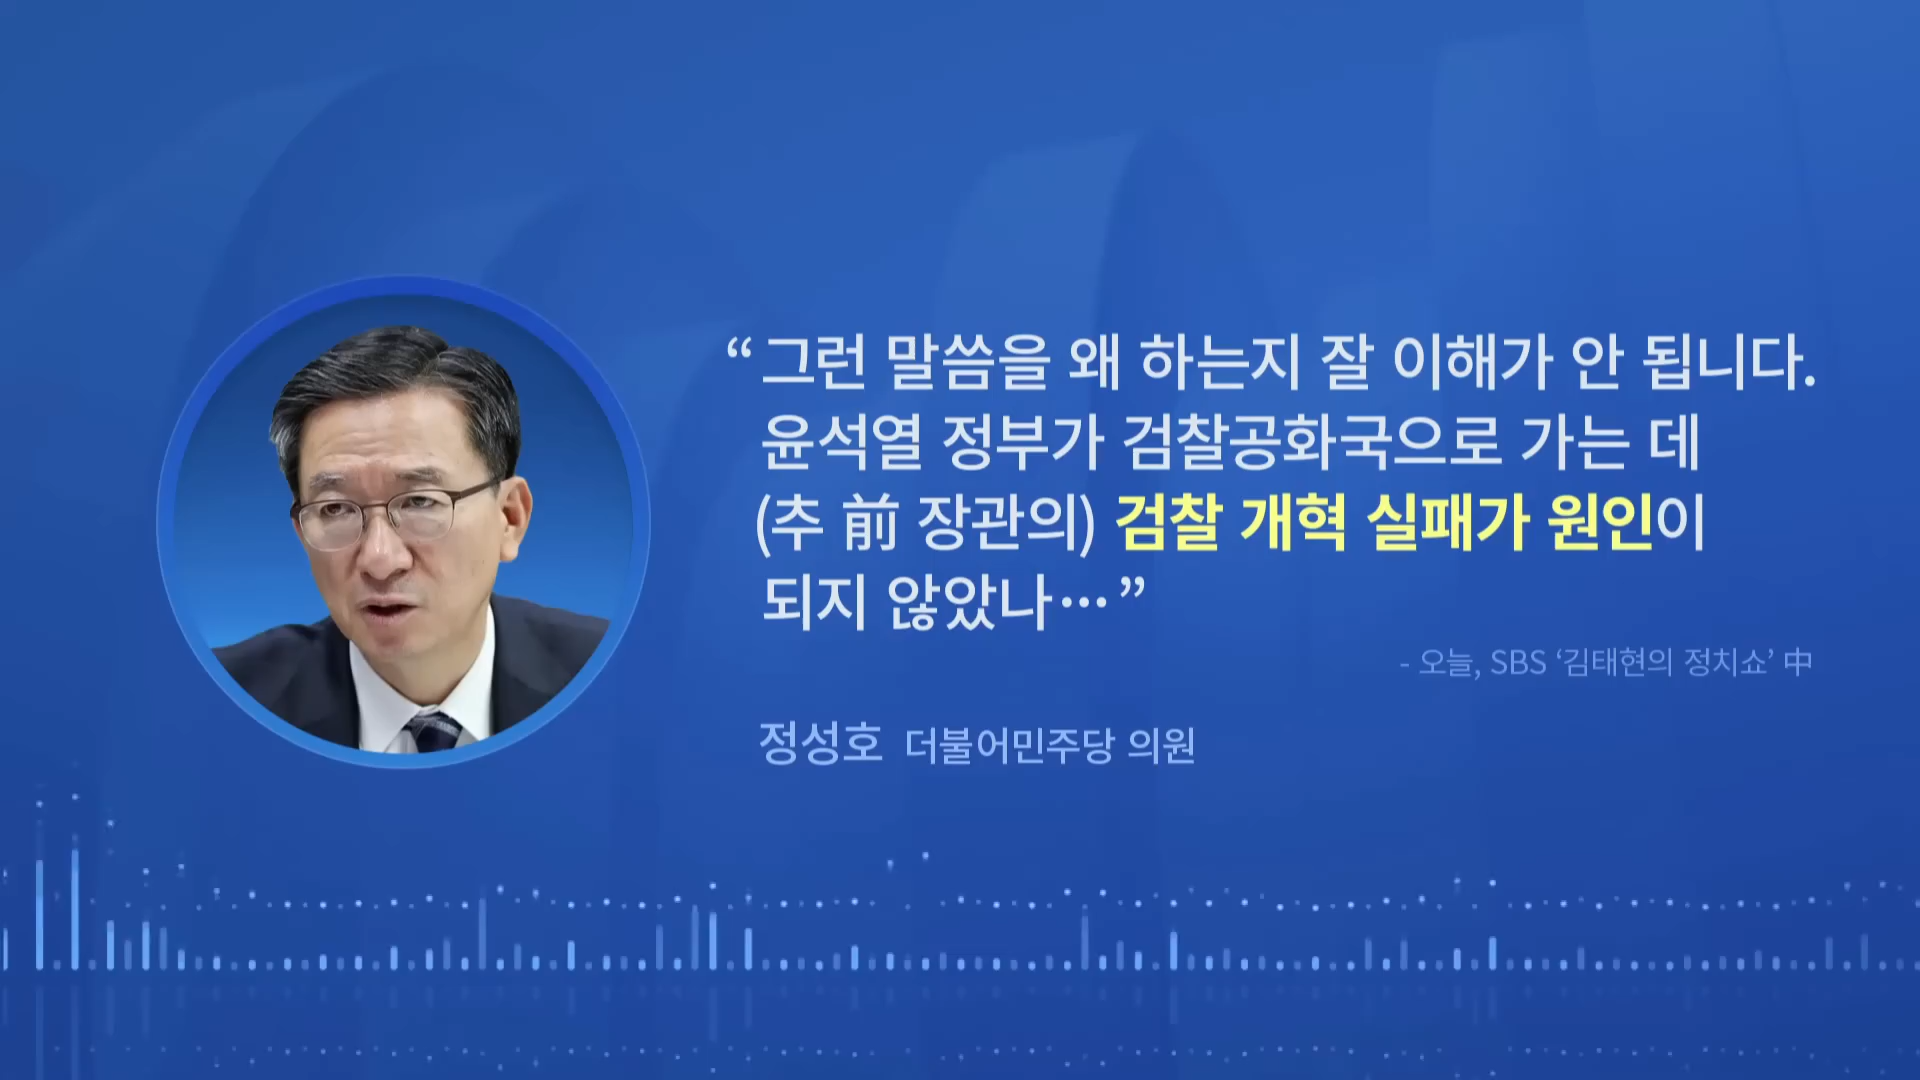 “ 그런 말씀을 왜 하는지 잘 이해가 안 됩니다.
윤석열 정부가 검찰공화국으로 가는 데
(추 前 장관의) 검찰 개혁 실패가 원인이
되지 않았나…”
- 오늘, SBS ‘김태현의 정치쇼’ 中
정성호 더불어민주당 의원